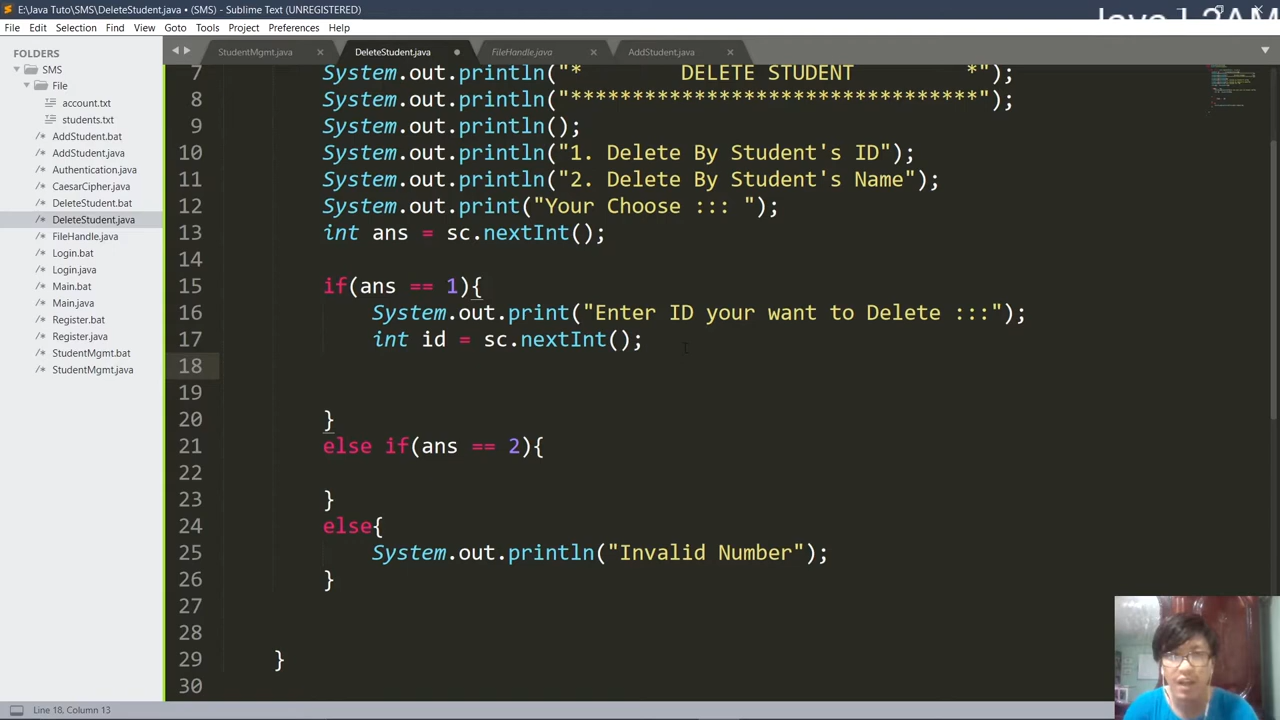 E:\Java Tuto\SMS\DeleteStudent.java • (SMS) - Sublime Text (UNREGISTERED)
File Edit Selection Find View Goto Tools Project Preferences Help
FOLDERS
SMS
File
account.txt
students.txt
AddStudent.bat
AddStudent.java
Authentication.java
CaesarCipher.java
DeleteStudent.bat
DeleteStudent.java
FileHandle.java
Login.bat
Login.java
Main.bat
Main.java
Register.bat
Register.java
StudentMgmt.bat
StudentMgmt.java
StudentMgmt.java × DeleteStudent.java • FileHandle.java × AddStudent.java ×
7 System.out.println("* DELETE STUDENT *");
8 System.out.println("*********************************");
9 System.out.println();
10 System.out.println("1. Delete By Student's ID");
11 System.out.println("2. Delete By Student's Name");
12 System.out.print("Your Choose ::: ");
13 int ans = sc.nextInt();
14
15 if(ans == 1){
16 System.out.print("Enter ID your want to Delete :::");
17 int id = sc.nextInt();
18
19
20 }
21 else if(ans == 2){
22
23 }
24 else{
25 System.out.println("Invalid Number");
26 }
27
28
29 }
30
Line 18, Column 13